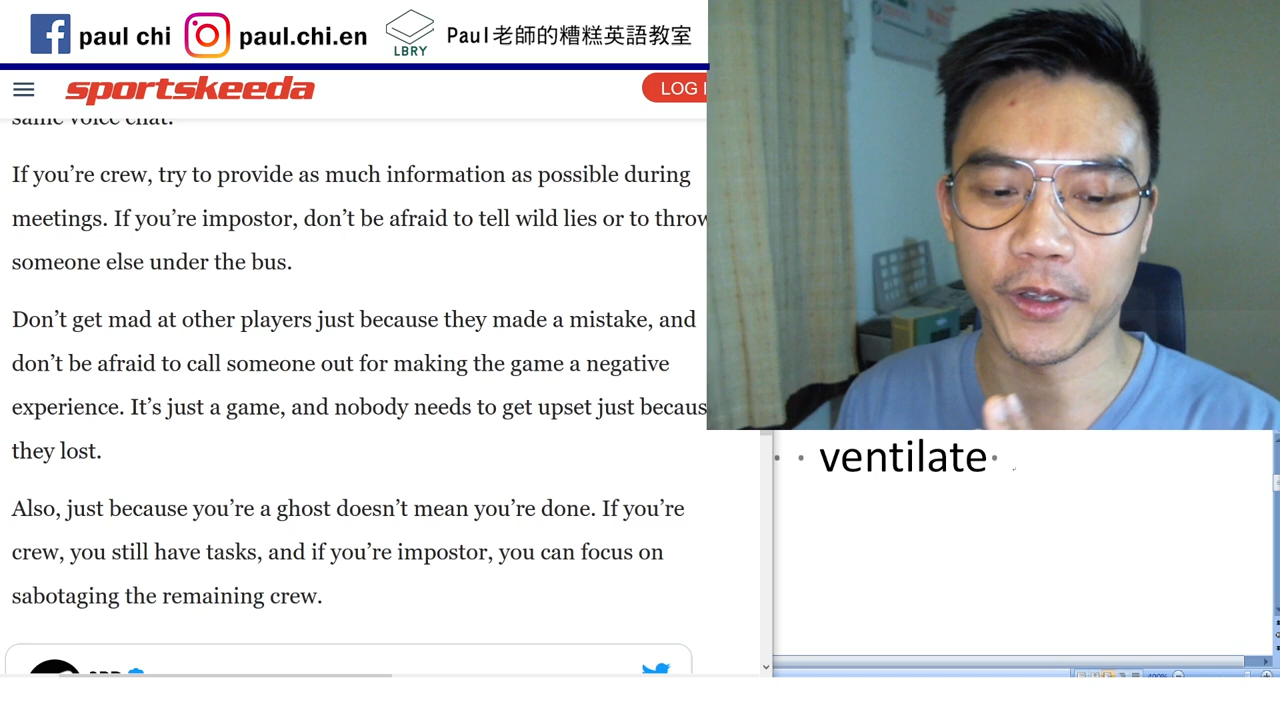 paul chi paul.chi.en LBRY Paul老師的糟糕英語教室
sportskeeda LOG
same voice chat.
If you’re crew, try to provide as much information as possible during
meetings. If you’re impostor, don’t be afraid to tell wild lies or to throw
someone else under the bus.
Don’t get mad at other players just because they made a mistake, and
don’t be afraid to call someone out for making the game a negative
experience. It’s just a game, and nobody needs to get upset just becaus
they lost.
Also, just because you’re a ghost doesn’t mean you’re done. If you’re
crew, you still have tasks, and if you’re impostor, you can focus on
sabotaging the remaining crew.
ventilate